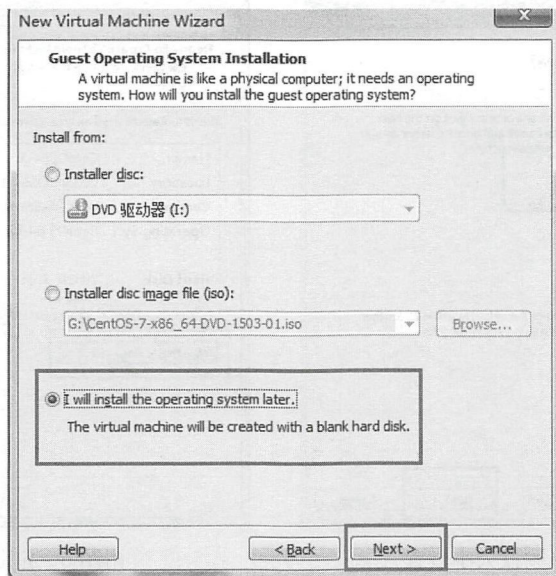 New Virtual Machine Wizard
X
Guest Operating System Installation
A virtual machine is like a physical computer; it needs an operating
system. How will you install the guest operating system?
Install from:
Installer disc:
DVD 驱动器 (I:)
Installer disc image file (iso):
G:\CentOS-7-x86_64-DVD-1503-01.iso
Browse...
I will install the operating system later.
The virtual machine will be created with a blank hard disk.
Help
< Back
Next >
Cancel